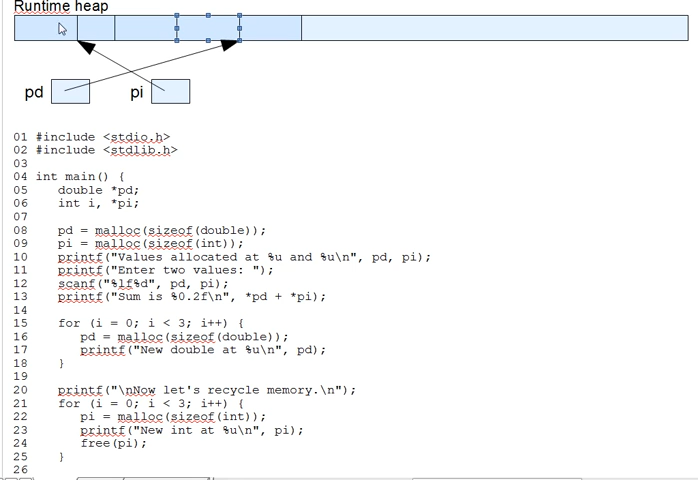 Runtime heap
pd pi
01 #include <stdio.h>
02 #include <stdlib.h>
03
04 int main() {
05 double *pd;
06 int i, *pi;
07
08 pd = malloc(sizeof(double));
09 pi = malloc(sizeof(int));
10 printf("Values allocated at %u and %u\n", pd, pi);
11 printf("Enter two values: ");
12 scanf("%lf%d", pd, pi);
13 printf("Sum is %0.2f\n", *pd + *pi);
14
15 for (i = 0; i < 3; i++) {
16 pd = malloc(sizeof(double));
17 printf("New double at %u\n", pd);
18 }
19
20 printf("\nNow let's recycle memory.\n");
21 for (i = 0; i < 3; i++) {
22 pi = malloc(sizeof(int));
23 printf("New int at %u\n", pi);
24 free(pi);
25 }
26